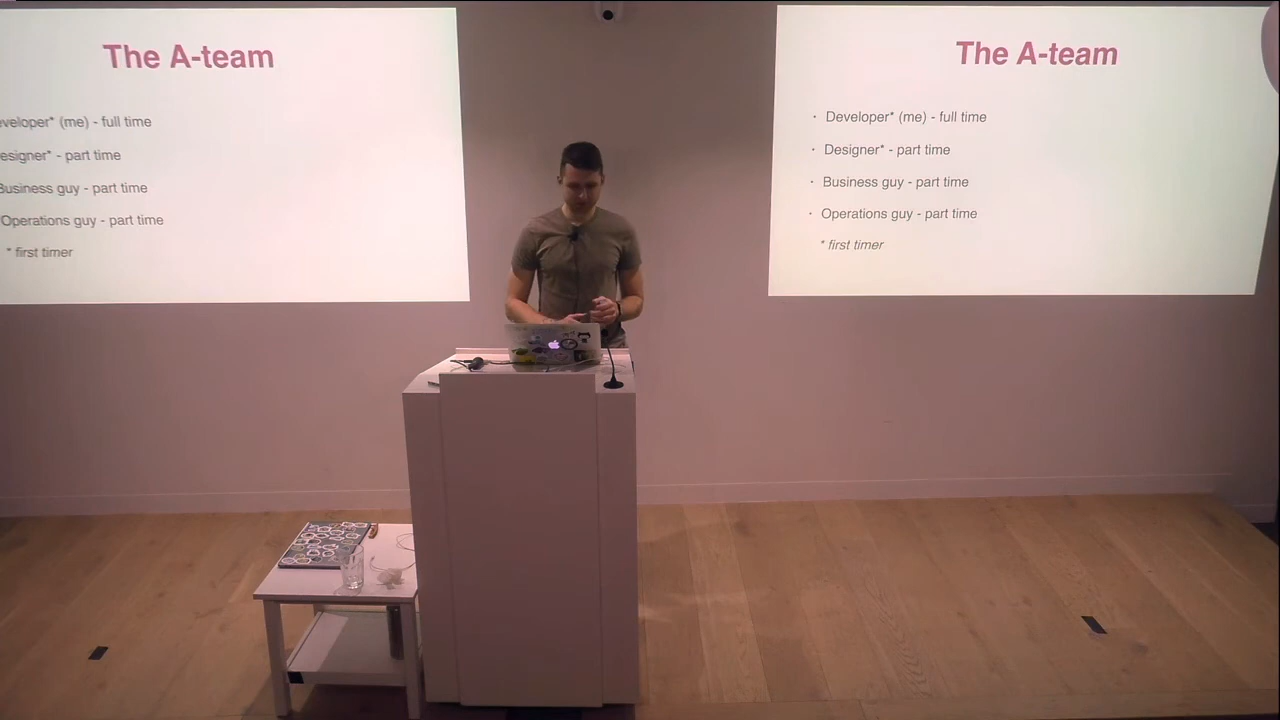 The A-team
veloper* (me) - full time
esigner* - part time
Business guy - part time
Operations guy - part time
* first timer
The A-team
· Developer* (me) - full time
· Designer* - part time
· Business guy - part time
· Operations guy - part time
* first timer